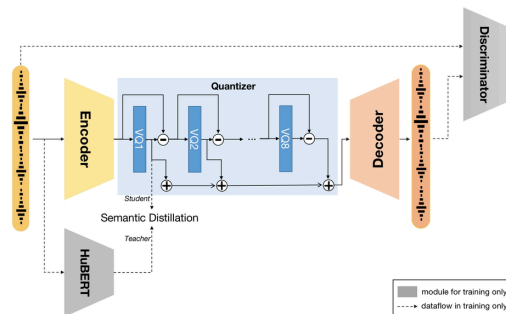 Discriminator
Quantizer
Encoder
VQ1
VQ2
...
VQ8
Decoder
Student
Semantic Distillation
Teacher
HuBERT
module for training only
dataflow in training only